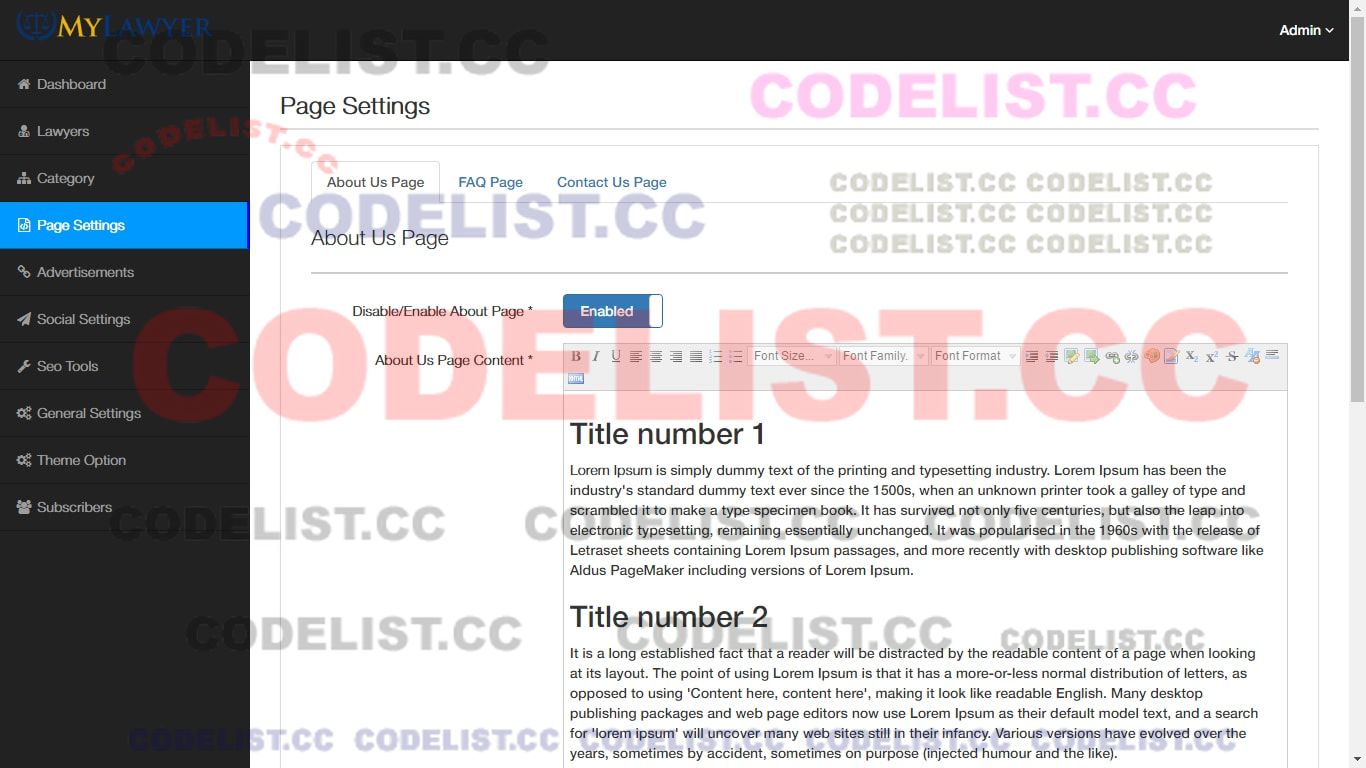 MYLAWYER
CODELIST.CC
Admin
Dashboard
Lawyers
Category
Page Settings
Advertisements
Social Settings
Seo Tools
General Settings
Theme Option
Subscribers
CODELIST.CC
CODELIST.CC
Page Settings
About Us Page
FAQ Page
Contact Us Page
CODELIST.CC CODELIST.CC
CODELIST.CC CODELIST.CC
CODELIST.CC CODELIST.CC
CODELIST.CC
About Us Page
Disable/Enable About Page *
Enabled
CODELIST.CC
About Us Page Content *
B I U Font Size... Font Family. Font Format
HTML
Title number 1
Lorem Ipsum is simply dummy text of the printing and typesetting industry. Lorem Ipsum has been the
industry's standard dummy text ever since the 1500s, when an unknown printer took a galley of type and
scrambled it to make a type specimen book. It has survived not only five centuries, but also the leap into
electronic typesetting, remaining essentially unchanged. It was popularised in the 1960s with the release of
Letraset sheets containing Lorem Ipsum passages, and more recently with desktop publishing software like
Aldus PageMaker including versions of Lorem Ipsum.
CODELIST.CC CODELIST.CC CODELIST.CC
Title number 2
CODELIST.CC CODELIST.CC CODELIST.CC
It is a long established fact that a reader will be distracted by the readable content of a page when looking
at its layout. The point of using Lorem Ipsum is that it has a more-or-less normal distribution of letters, as
opposed to using 'Content here, content here', making it look like readable English. Many desktop
publishing packages and web page editors now use Lorem Ipsum as their default model text, and a search
for 'lorem ipsum' will uncover many web sites still in their infancy. Various versions have evolved over the
years, sometimes by accident, sometimes on purpose (injected humour and the like).
CODELIST.CC CODELIST.CC CODELIST.CC CODELIST.CC CODELIST.CC